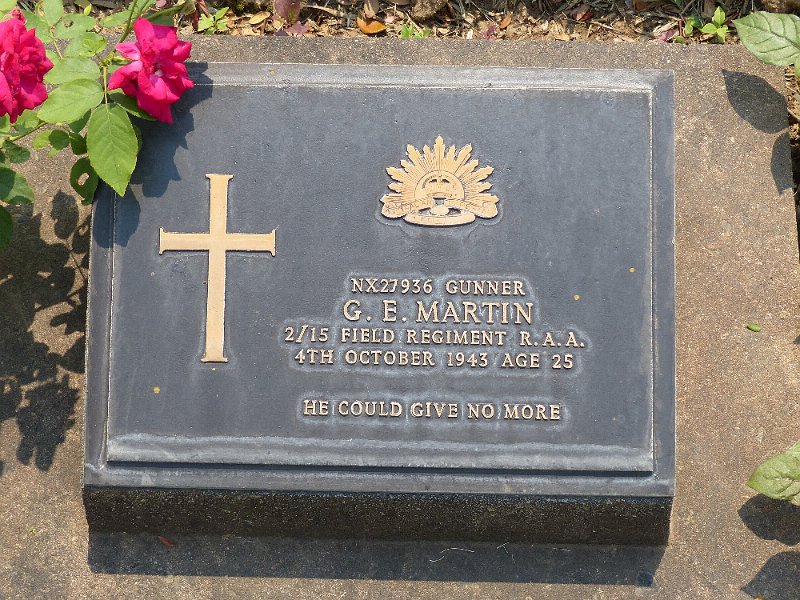 NX27936 GUNNER
G. E. MARTIN
2/15 FIELD REGIMENT R.A.A.
4TH OCTOBER 1943 AGE 25
HE COULD GIVE NO MORE